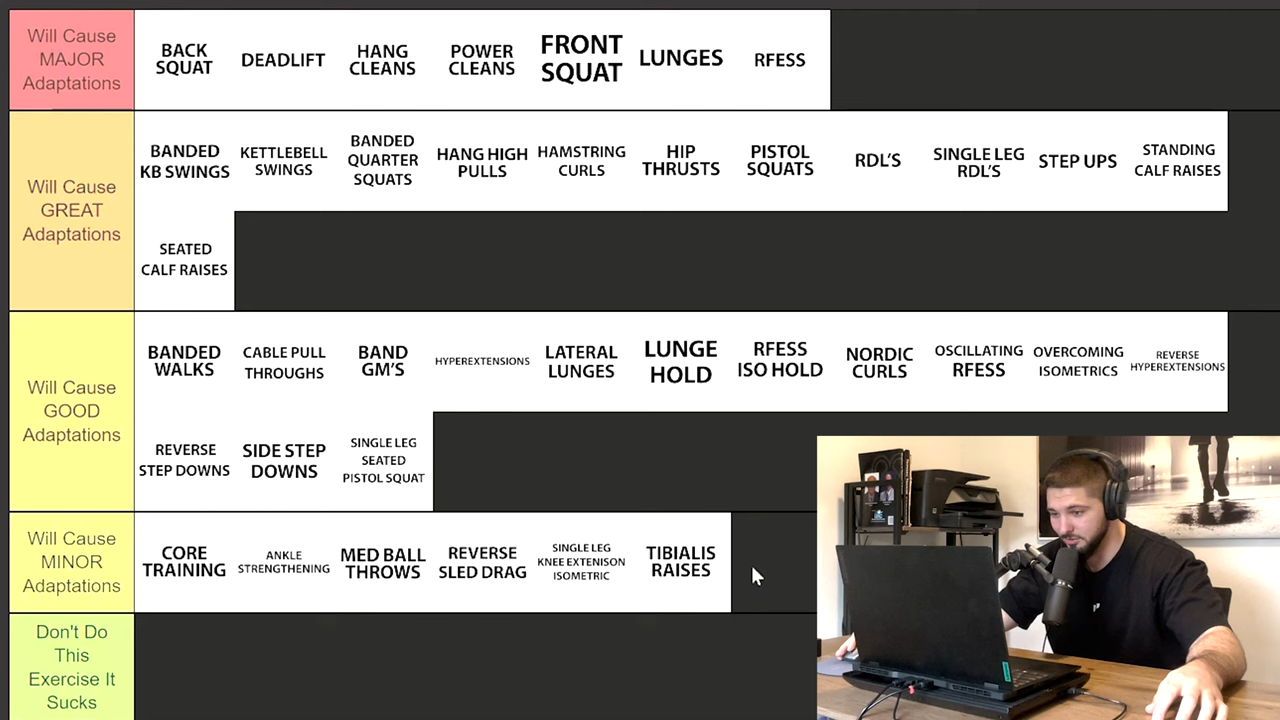 Will Cause
MAJOR
Adaptations
BACK
SQUAT
DEADLIFT
HANG
CLEANS
POWER
CLEANS
FRONT
SQUAT
LUNGES
RFESS
Will Cause
GREAT
Adaptations
BANDED
KB SWINGS
KETTLEBELL
SWINGS
BANDED
QUARTER
SQUATS
HANG HIGH
PULLS
HAMSTRING
CURLS
HIP
THRUSTS
PISTOL
SQUATS
RDL'S
SINGLE LEG
RDL'S
STEP UPS
STANDING
CALF RAISES
SEATED
CALF RAISES
Will Cause
GOOD
Adaptations
BANDED
WALKS
CABLE PULL
THROUGHS
BAND
GM'S
HYPEREXTENSIONS
LATERAL
LUNGES
LUNGE
HOLD
RFESS
ISO HOLD
NORDIC
CURLS
OSCILLATING
RFESS
OVERCOMING
ISOMETRICS
REVERSE
HYPEREXTENSIONS
REVERSE
STEP DOWNS
SIDE STEP
DOWNS
SINGLE LEG
SEATED
PISTOL SQUAT
Will Cause
MINOR
Adaptations
CORE
TRAINING
ANKLE
STRENGTHENING
MED BALL
THROWS
REVERSE
SLED DRAG
SINGLE LEG
KNEE EXTENISON
ISOMETRIC
TIBIALIS
RAISES
Don't Do
This
Exercise It
Sucks